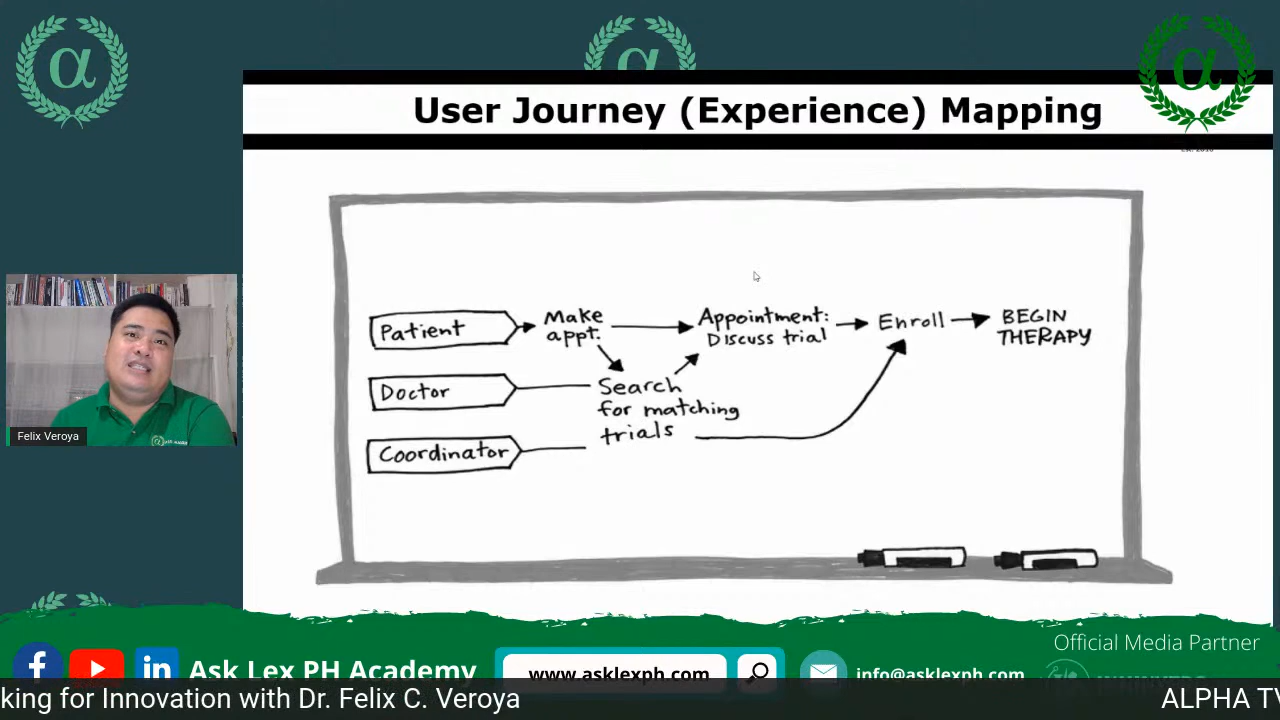 α
α
User Journey (Experience) Mapping
Patient
Make
appt.
Appointment:
Discuss trial
Enroll
BEGIN
THERAPY
Doctor
Search
for matching
trials
Coordinator
Felix Veroya
Official Media Partner
f
in
Ask Lex PH Academy
www.asklexph.com
info@asklexph.com
king for Innovation with Dr. Felix C. Veroya
ALPHA TV